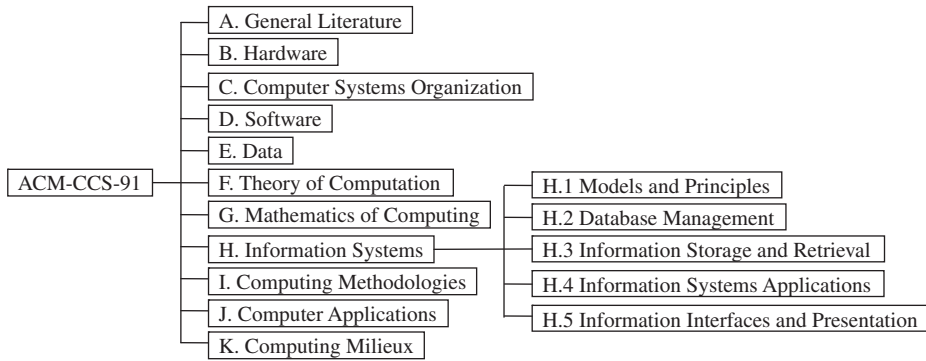 A. General Literature
B. Hardware
C. Computer Systems Organization
D. Software
E. Data
ACM-CCS-91
F. Theory of Computation
G. Mathematics of Computing
H. Information Systems
I. Computing Methodologies
J. Computer Applications
K. Computing Milieux
H.1 Models and Principles
H.2 Database Management
H.3 Information Storage and Retrieval
H.4 Information Systems Applications
H.5 Information Interfaces and Presentation